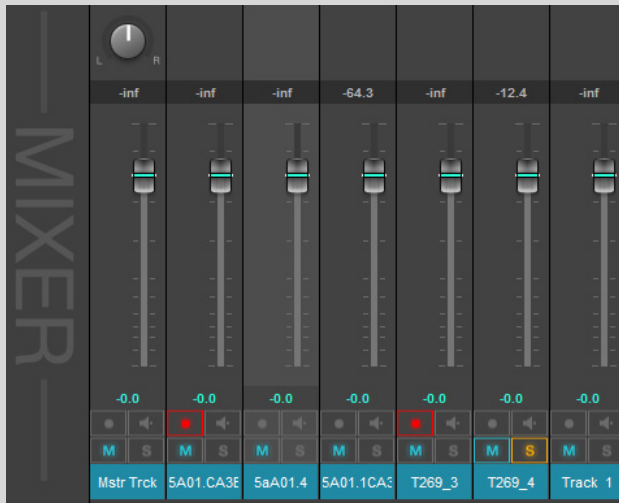 MIXER
L R
-inf -inf -inf -64.3 -inf -12.4 -inf
-0.0 -0.0 -0.0 -0.0 -0.0 -0.0 -0.0
M S M S M S M S M S M S M S
Mstr Trck 5A01.CA3E 5aA01.4 5A01.1CA3 T269_3 T269_4 Track 1